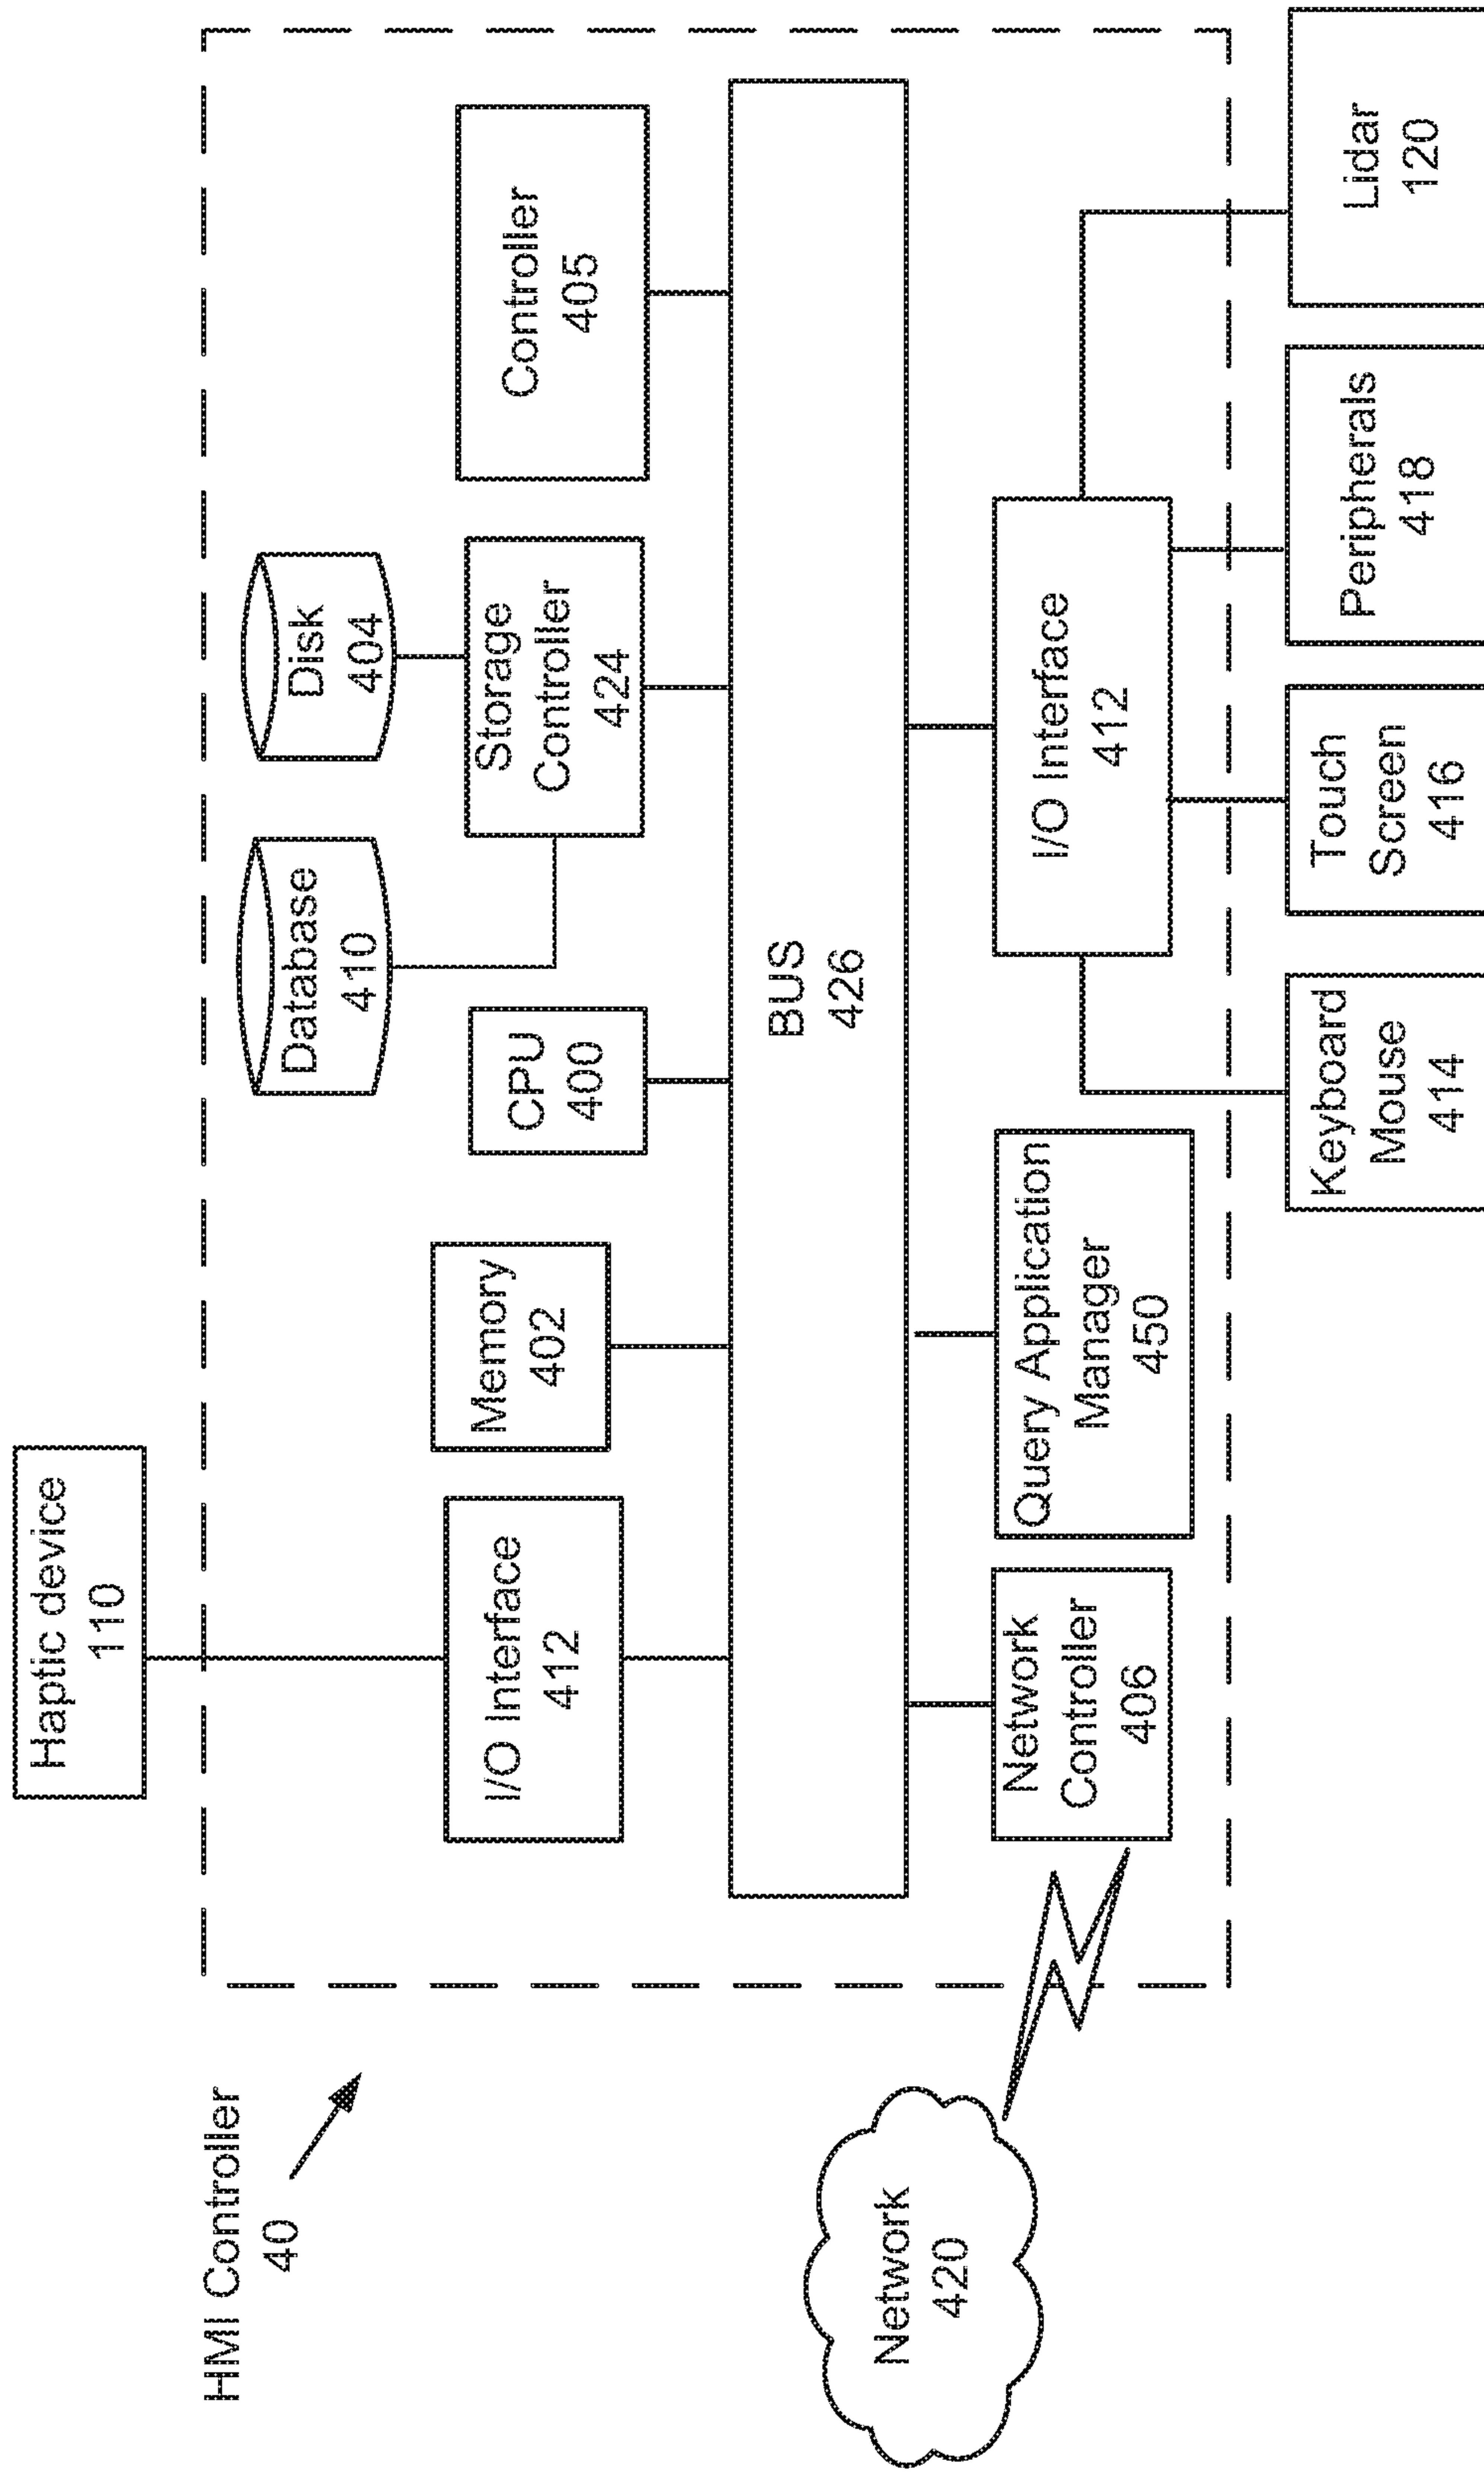 HMI Controller
40
Haptic device
110
Database
410
Disk
404
I/O Interface
412
Memory
402
CPU
400
Storage
Controller
424
Controller
405
BUS
426
Network
420
Network
Controller
406
Query Application
Manager
450
I/O Interface
412
Keyboard
Mouse
414
Touch
Screen
416
Peripherals
418
Lidar
120